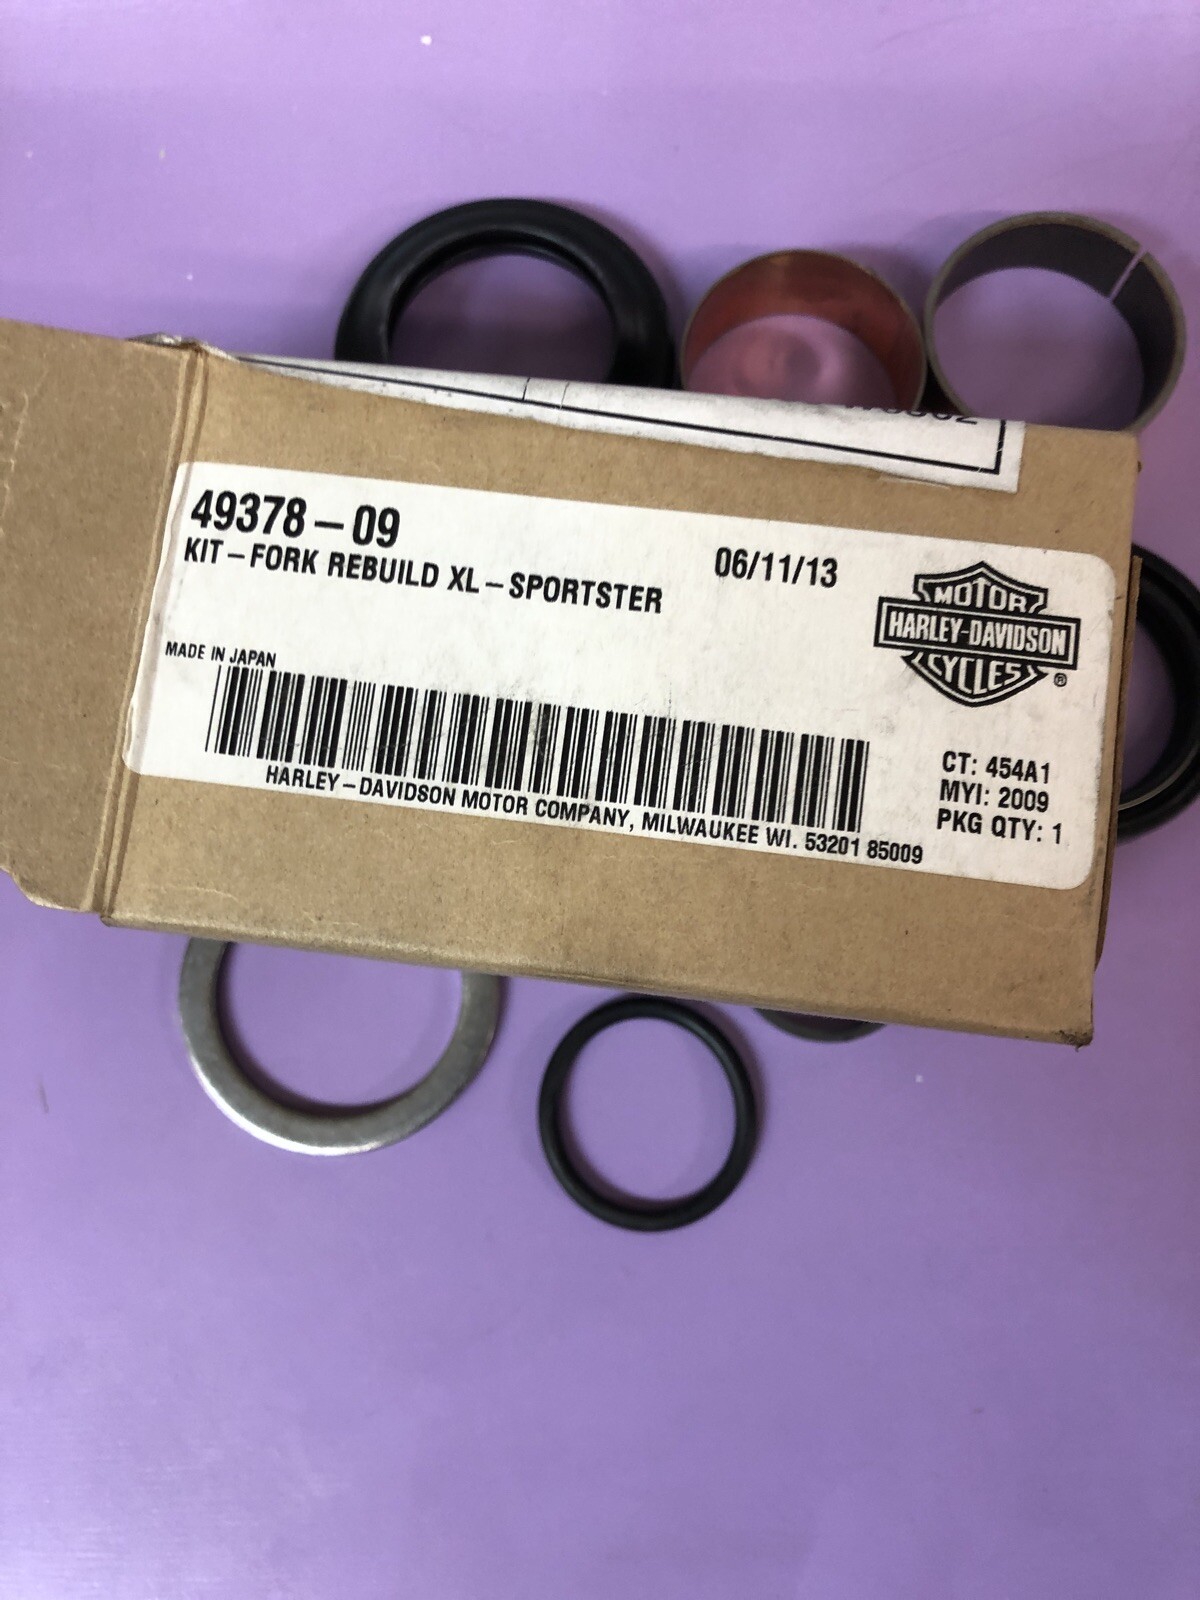 49378-09
KIT-FORK REBUILD XL-SPORTSTER
06/11/13
MOTOR
HARLEY-DAVIDSON
CYCLES
®
MADE IN JAPAN
CT: 454A1
MYI: 2009
PKG QTY: 1
HARLEY-DAVIDSON MOTOR COMPANY, MILWAUKEE WI. 53201 85009